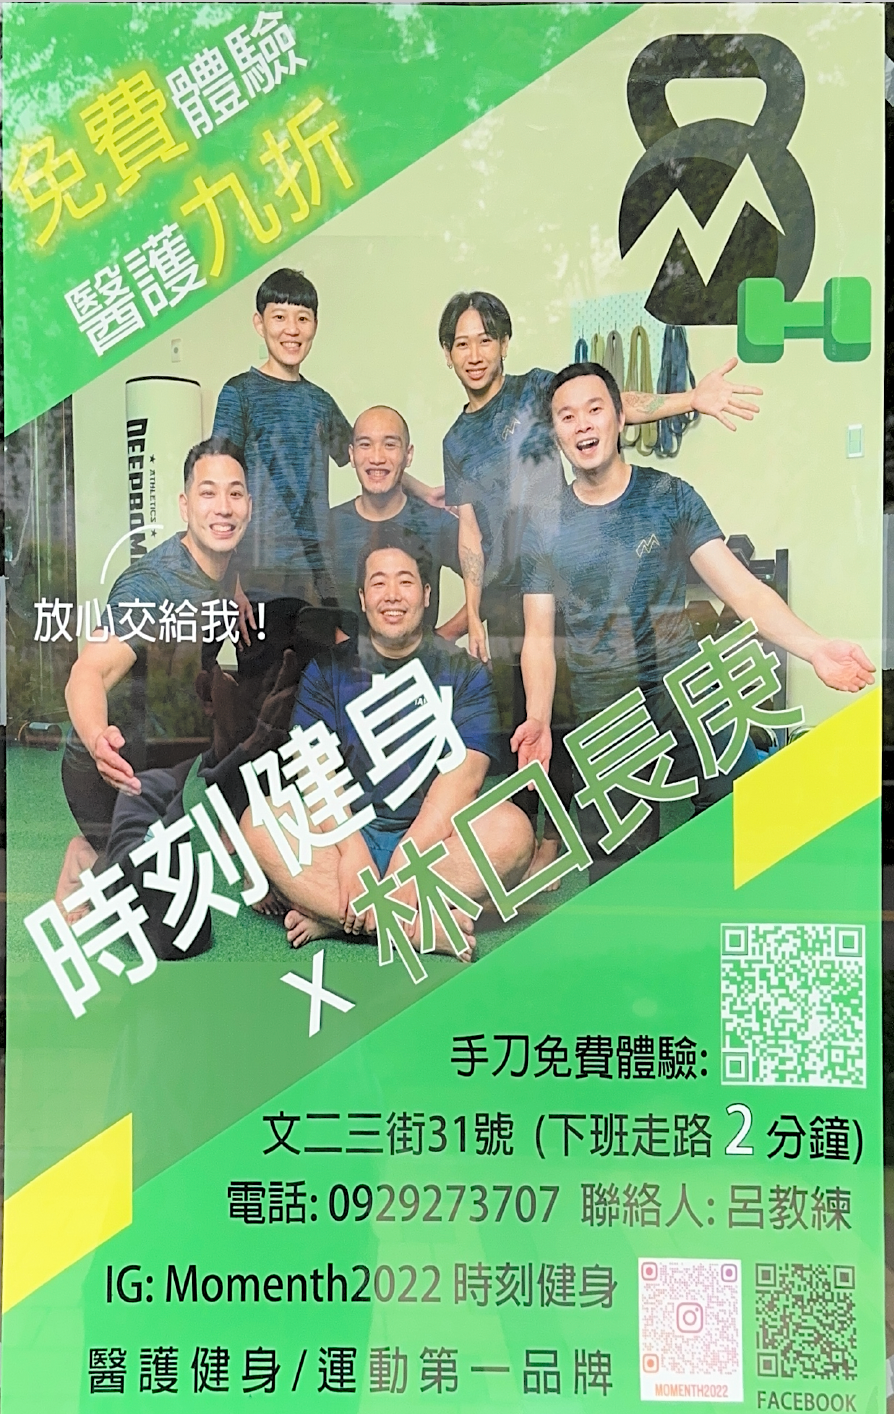 免費體驗
醫護九折
DEEPROM
ATHLETICS
放心交給我！
時刻健身
x 林口長庚
手刀免費體驗:
文二三街31號 (下班走路 2 分鐘)
電話: 0929273707 聯絡人: 呂教練
IG: Momenth2022 時刻健身
MOMENTH2022
FACEBOOK
醫護健身/運動第一品牌